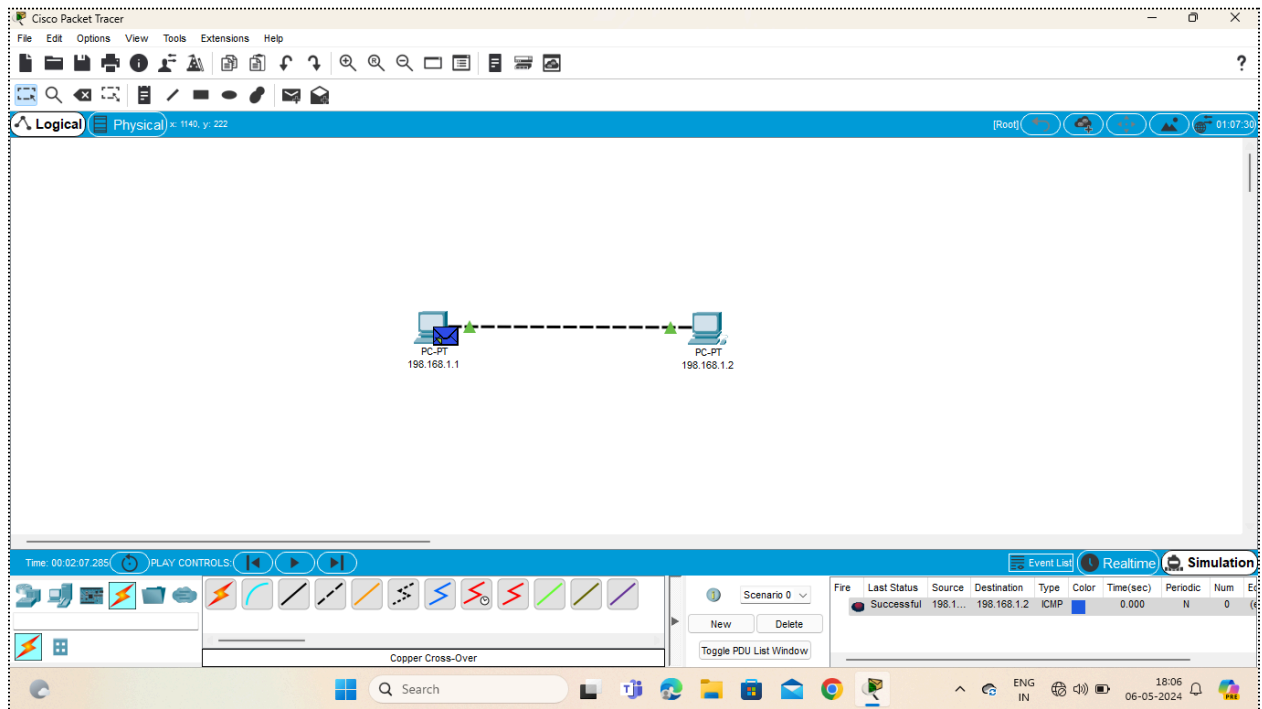 Cisco Packet Tracer
File Edit Options View Tools Extensions Help
?
Logical Physical x: 1140, y: 222 [Root] 01:07:30
PC-PT
198.168.1.1
PC-PT
198.168.1.2
Time: 00:02:07.285 PLAY CONTROLS: Event List Realtime Simulation
Scenario 0
New Delete
Toggle PDU List Window
Fire Last Status Source Destination Type Color Time(sec) Periodic Num
Successful 198.1... 198.168.1.2 ICMP 0.000 N 0
Copper Cross-Over
Search
ENG
IN
18:06
06-05-2024
PRE